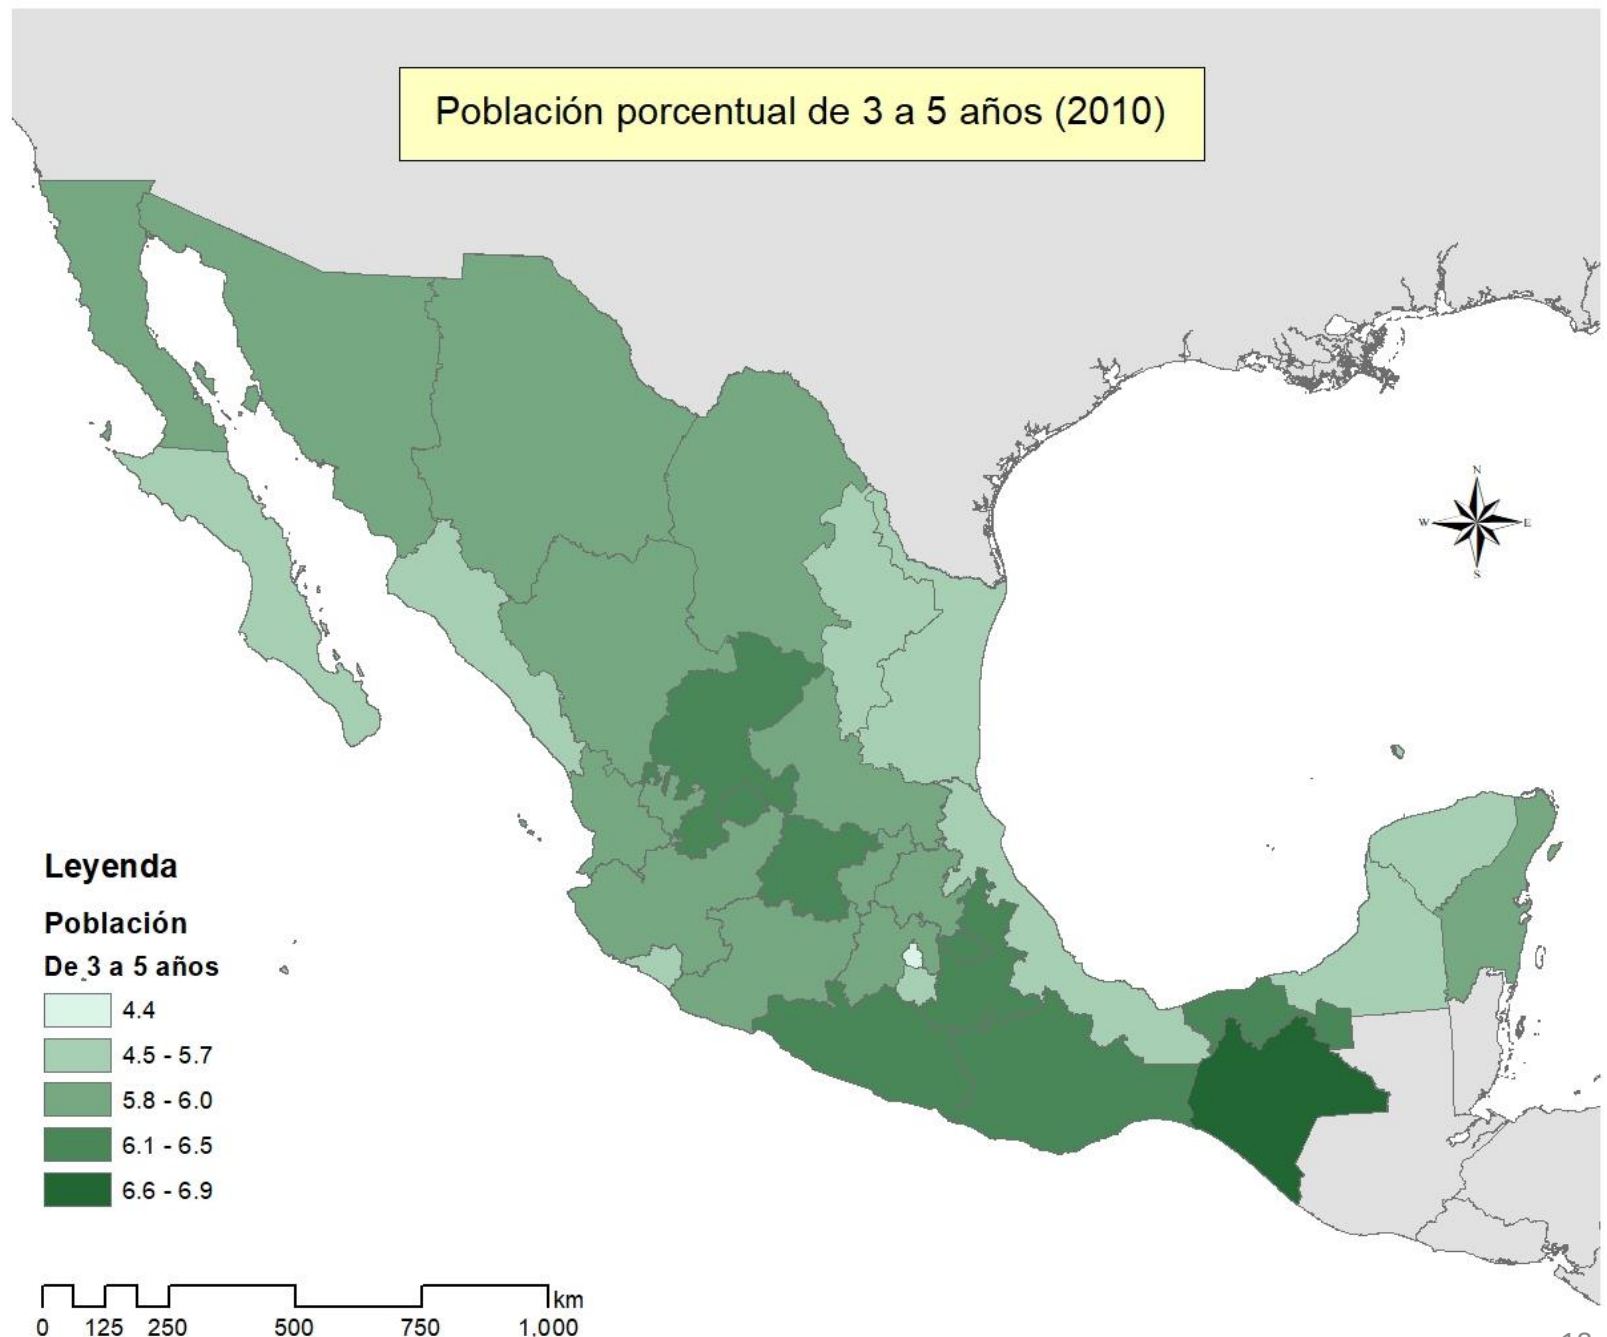 Población porcentual de 3 a 5 años (2010)
N
W E
S
Leyenda
Población
De 3 a 5 años
4.4
4.5 - 5.7
5.8 - 6.0
6.1 - 6.5
6.6 - 6.9
km
0 125 250 500 750 1,000